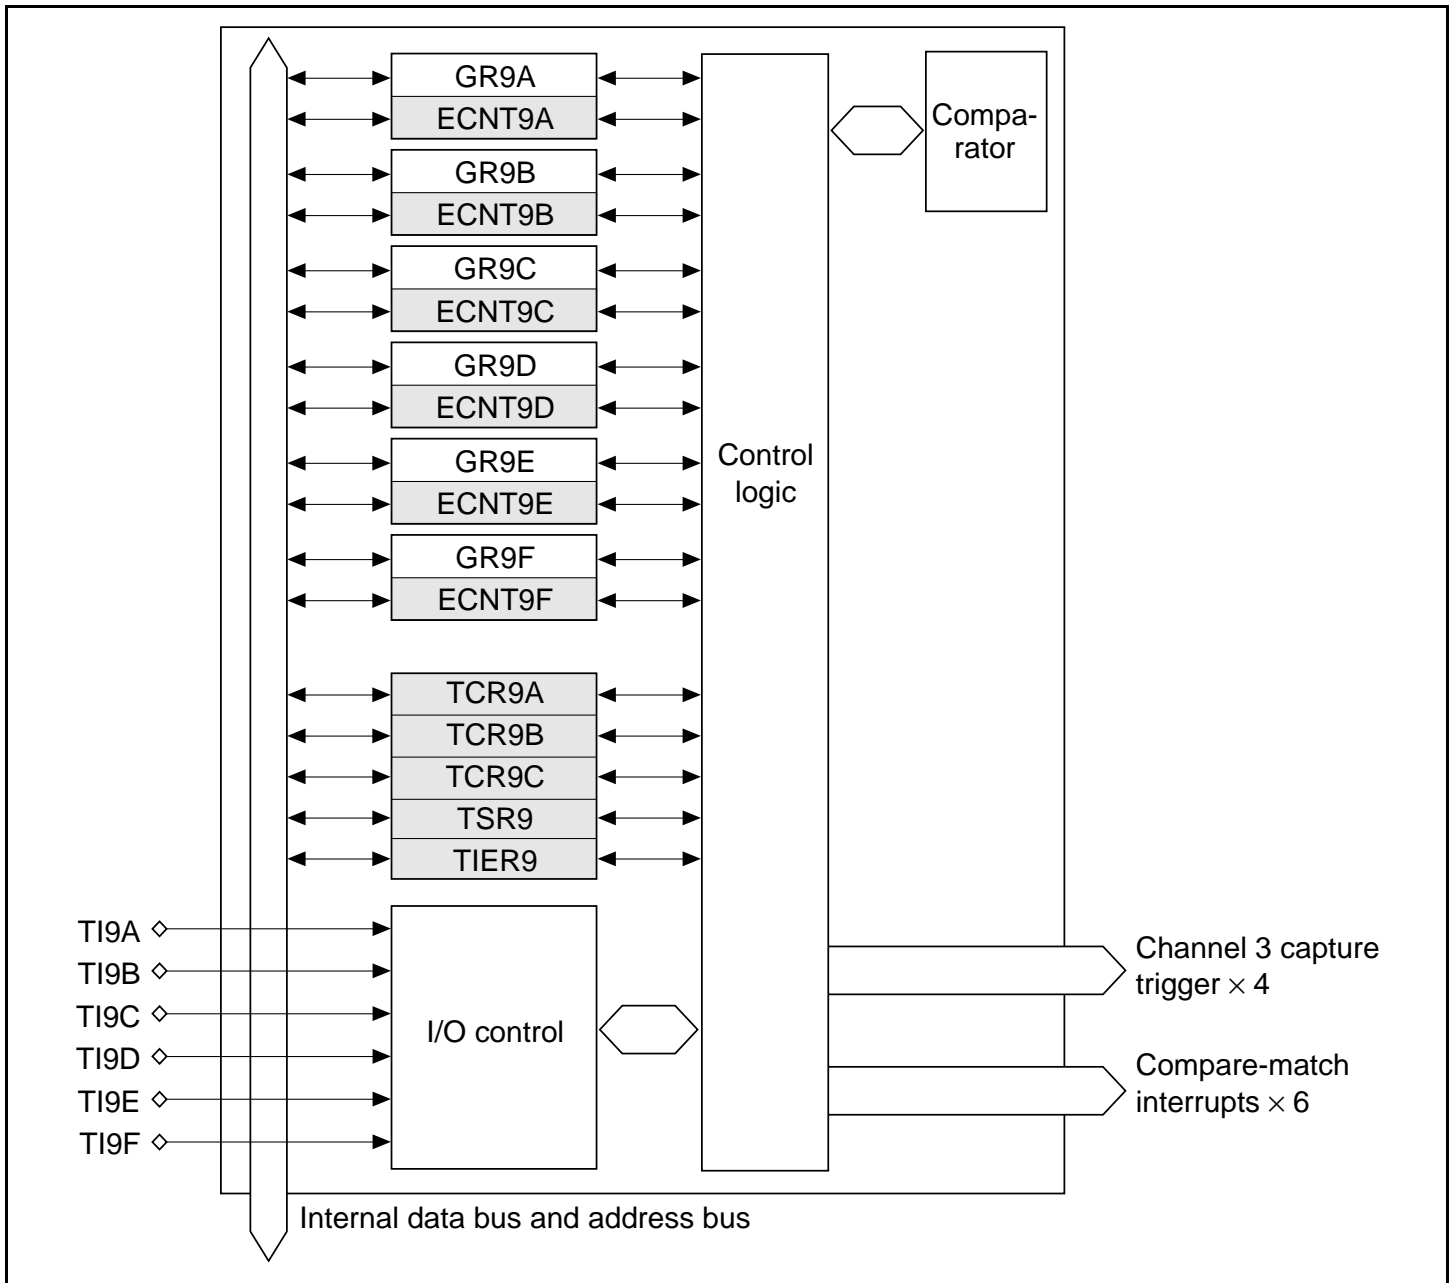 GR9A
ECNT9A
GR9B
ECNT9B
GR9C
ECNT9C
GR9D
ECNT9D
GR9E
ECNT9E
GR9F
ECNT9F
TCR9A
TCR9B
TCR9C
TSR9
TIER9
Control
logic
Compa-
rator
TI9A
TI9B
TI9C
TI9D
TI9E
TI9F
I/O control
Channel 3 capture
trigger × 4
Compare-match
interrupts × 6
Internal data bus and address bus